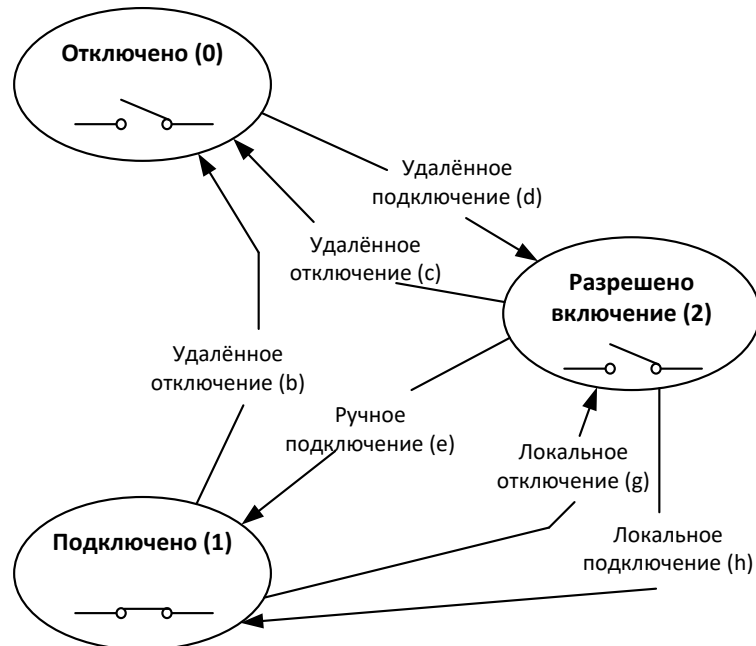 Отключено (0)
Удалённое
подключение (d)
Удалённое
отключение (c)
Разрешено
включение (2)
Удалённое
отключение (b)
Ручное
подключение (e)
Локальное
отключение (g)
Подключено (1)
Локальное
подключение (h)